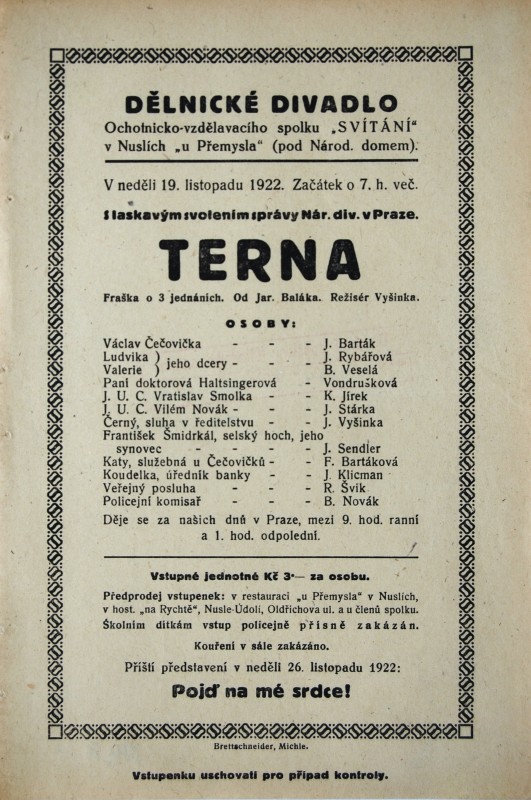 DĚLNICKÉ DIVADLO
Ochotnicko-vzdělavacího spolku „SVÍTÁNÍ“
v Nuslích „u Přemysla“ (pod Národ. domem).
V neděli 19. listopadu 1922. Začátek o 7. h. več.
S laskavým svolením správy Nár. div. v Praze.
TERNA
Fraška o 3 jednáních. Od Jar. Baláka. Režisér Vyšinka.
OSOBY:
Václav Čečovička - - - J. Barták
Ludvika ) jeho dcery - - - J. Rybářová
Valerie ) B. Veselá
Paní doktorová Haltsingerová - Vondrušková
J. U. C. Vratislav Smolka - - K. Jírek
J. U. C. Vilém Novák - - - J. Stárka
Černý, sluha v ředitelstvu - - J. Vyšinka
František Šmidrkál, selský hoch, jeho
synovec - - - - J. Sendler
Katy, služebná u Čečovičků - - F. Bartáková
Koudelka, úředník banky - - J. Klicman
Veřejný posluha - - - R. Švik
Policejní komisař - - - B. Novák
Děje se za našich dnů v Praze, mezi 9. hod. ranní
a 1. hod. odpolední.
Vstupné jednotné Kč 3·— za osobu.
Předprodej vstupenek: v restauraci „u Přemysla“ v Nuslích,
v host. „na Rychtě“, Nusle-Údolí, Oldřichova ul. a u členů spolku.
Školním dítkám vstup policejně přísně zakázán.
Kouření v sále zakázáno.
Příští představení v neděli 26. listopadu 1922:
Pojď na mé srdce!
Brettschneider, Michle.
Vstupenku uschovati pro případ kontroly.